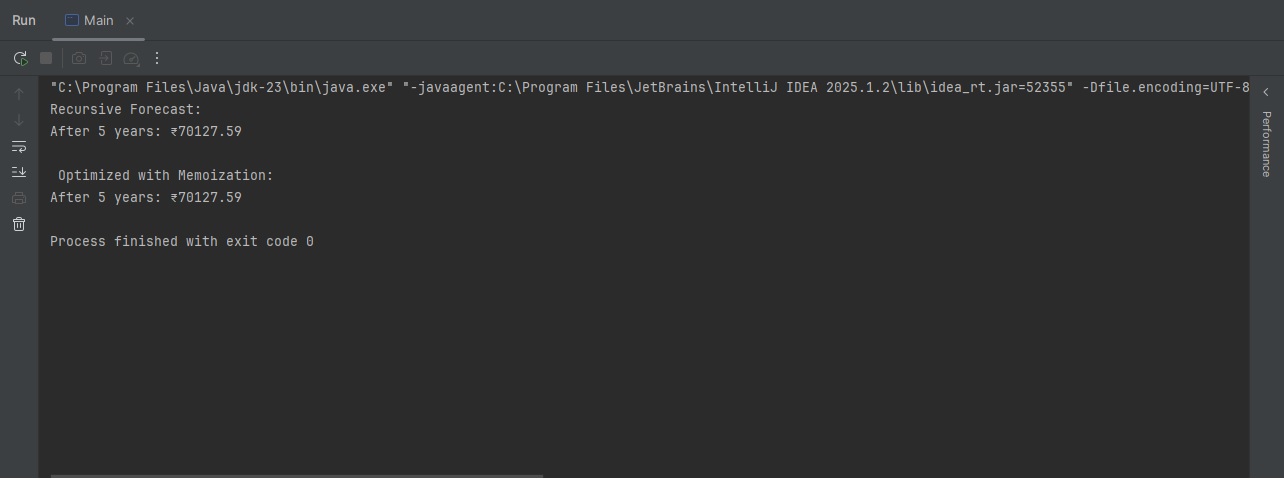 Run Main
"C:\Program Files\Java\jdk-23\bin\java.exe" "-javaagent:C:\Program Files\JetBrains\IntelliJ IDEA 2025.1.2\lib\idea_rt.jar=52355" -Dfile.encoding=UTF-8
Recursive Forecast:
After 5 years: ₹70127.59
Optimized with Memoization:
After 5 years: ₹70127.59
Process finished with exit code 0
Performance